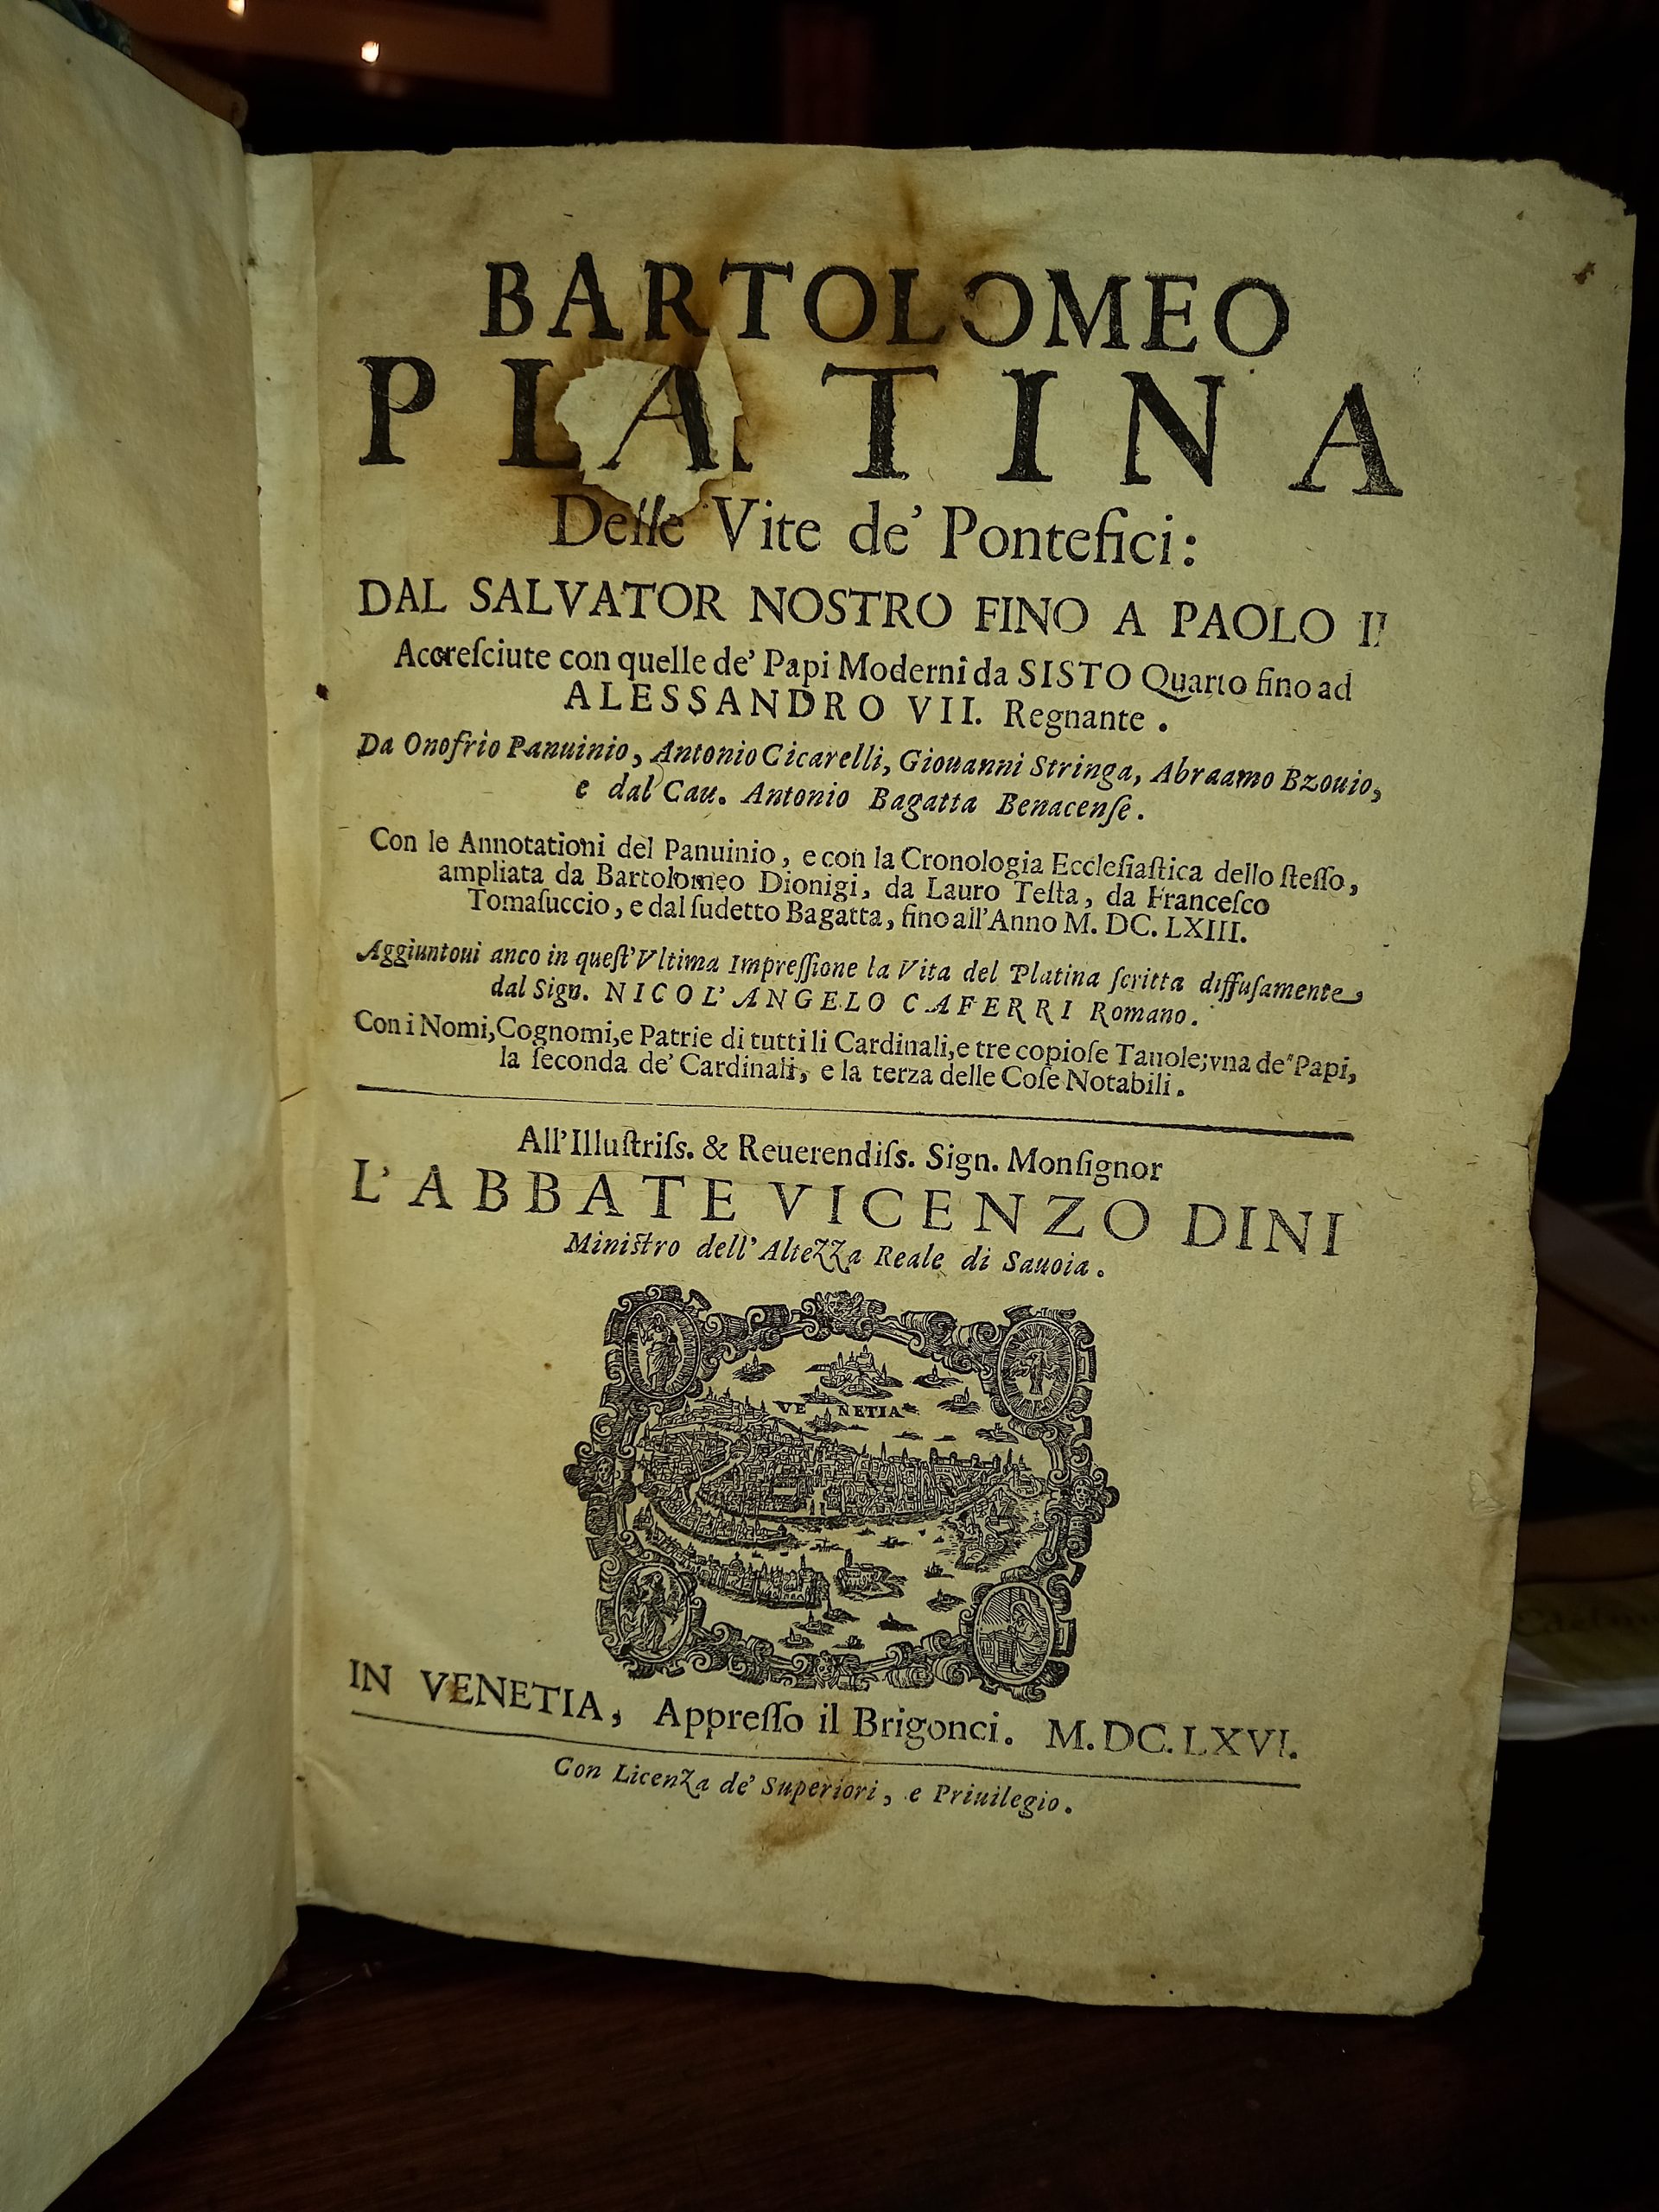 BARTOLOMEO
PLATINA
Delle Vite de' Pontefici:
DAL SALVATOR NOSTRO FINO A PAOLO II
Accreſciute con quelle de' Papi Moderni da SISTO Quarto fino ad
ALESSANDRO VII. Regnante.
Da Onofrio Panuinio, Antonio Cicarelli, Giouanni Stringa, Abraamo Bzouio,
e dal Cau. Antonio Bagatta Benacenſe.
Con le Annotationi del Panuinio, e con la Cronologia Eccleſiaſtica dello ſteſſo,
ampliata da Bartolomeo Dionigi, da Lauro Teſta, da Franceſco
Tomaſuccio, e dal ſudetto Bagatta, fino all'Anno M. DC. LXIII.
Aggiuntoui anco in queſt'Vltima Impreſſione la Vita del Platina ſcritta diffuſamente
dal Sign. NICOL' ANGELO CAFERRI Romano.
Con i Nomi, Cognomi, e Patrie di tutti li Cardinali, e tre copioſe Tauole; vna de' Papi,
la ſeconda de' Cardinali, e la terza delle Coſe Notabili.
All'Illuſtriſs. & Reuerendiſs. Sign. Monſignor
L'ABBATE VICENZO DINI
Miniſtro dell'Altezza Reale di Sauoia.
VENETIA
IN VENETIA, Appreſſo il Brigonci. M.DC.LXVI.
Con Licenza de' Superiori, e Priuilegio.